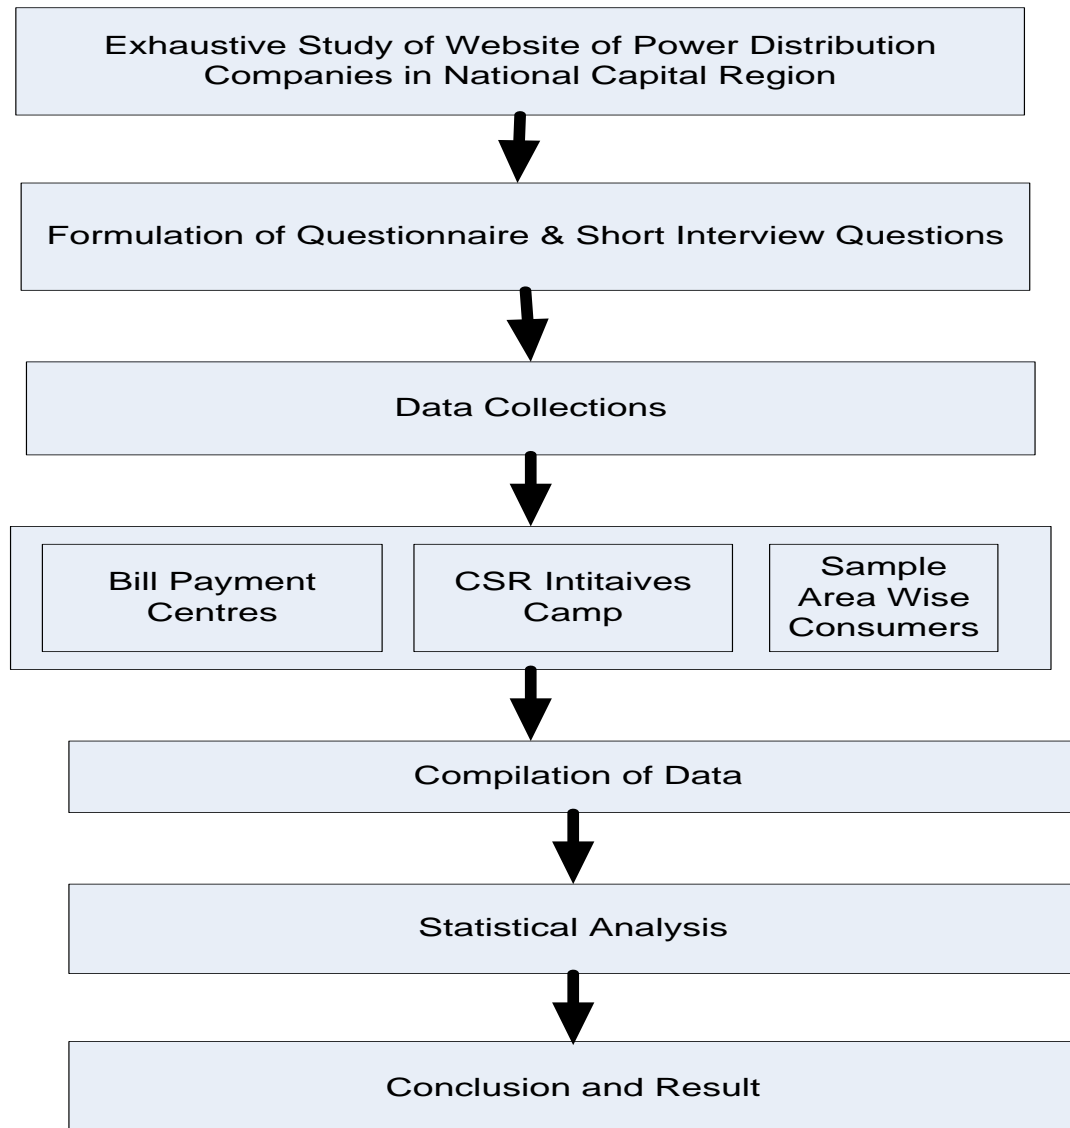 Exhaustive Study of Website of Power Distribution
Companies in National Capital Region
Formulation of Questionnaire & Short Interview Questions
Data Collections
Bill Payment
Centres
CSR Intitaives
Camp
Sample
Area Wise
Consumers
Compilation of Data
Statistical Analysis
Conclusion and Result